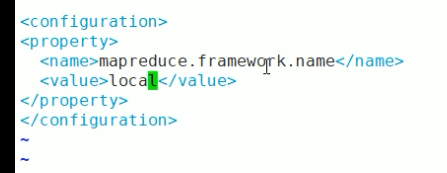 <configuration>
<property>
  <name>mapreduce.framework.name</name>
  <value>local</value>
</property>
</configuration>
~
~